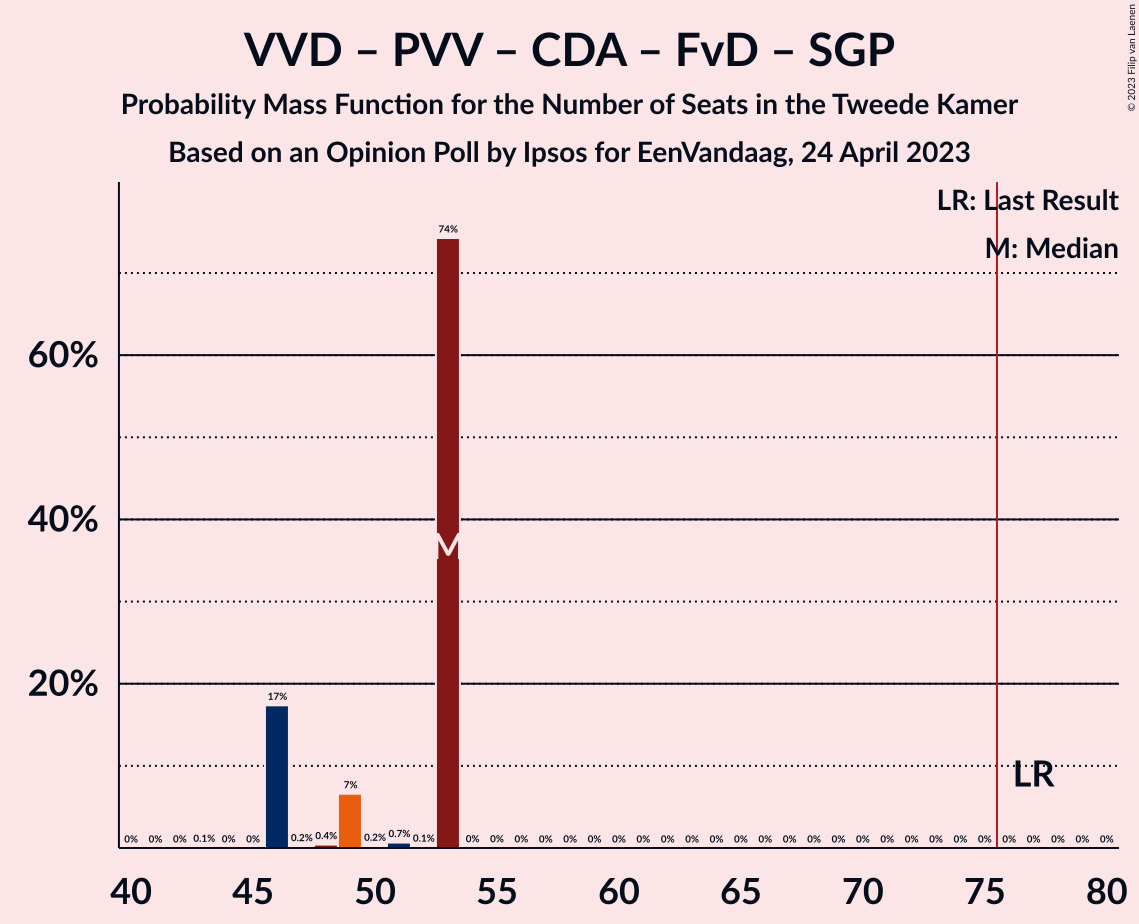 VVD – PVV – CDA – FvD – SGP
Probability Mass Function for the Number of Seats in the Tweede Kamer
Based on an Opinion Poll by Ipsos for EenVandaag, 24 April 2023
© 2023 Filip van Laenen
LR: Last Result
M: Median
74%
60%
40%
M
20%
17%
LR
7%
0% 0% 0% 0.1% 0% 0% 0.2% 0.4% 0.2% 0.7% 0.1% 0% 0% 0% 0% 0% 0% 0% 0% 0% 0% 0% 0% 0% 0% 0% 0% 0% 0% 0% 0% 0% 0% 0% 0% 0% 0% 0%
40 45 50 55 60 65 70 75 80